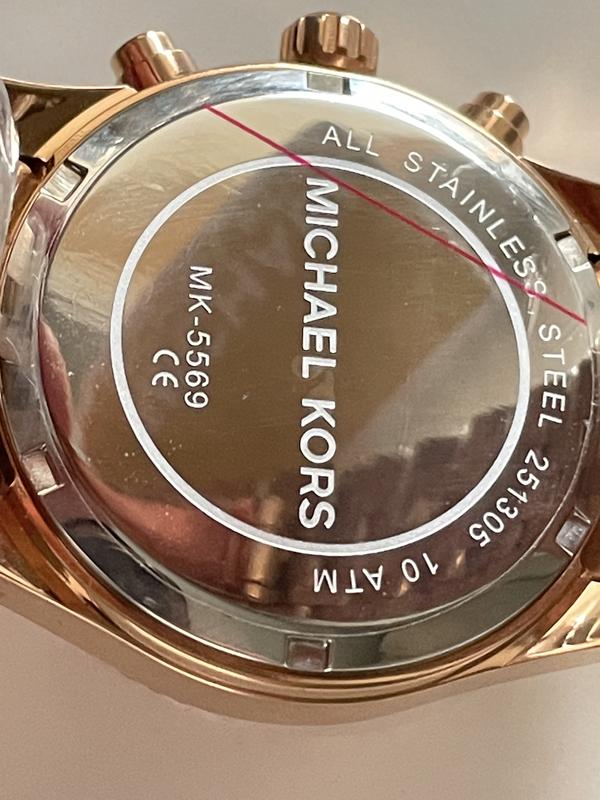 ALL STAINLESS STEEL 251305 10 ATM
MICHAEL KORS
MK-5569
CE